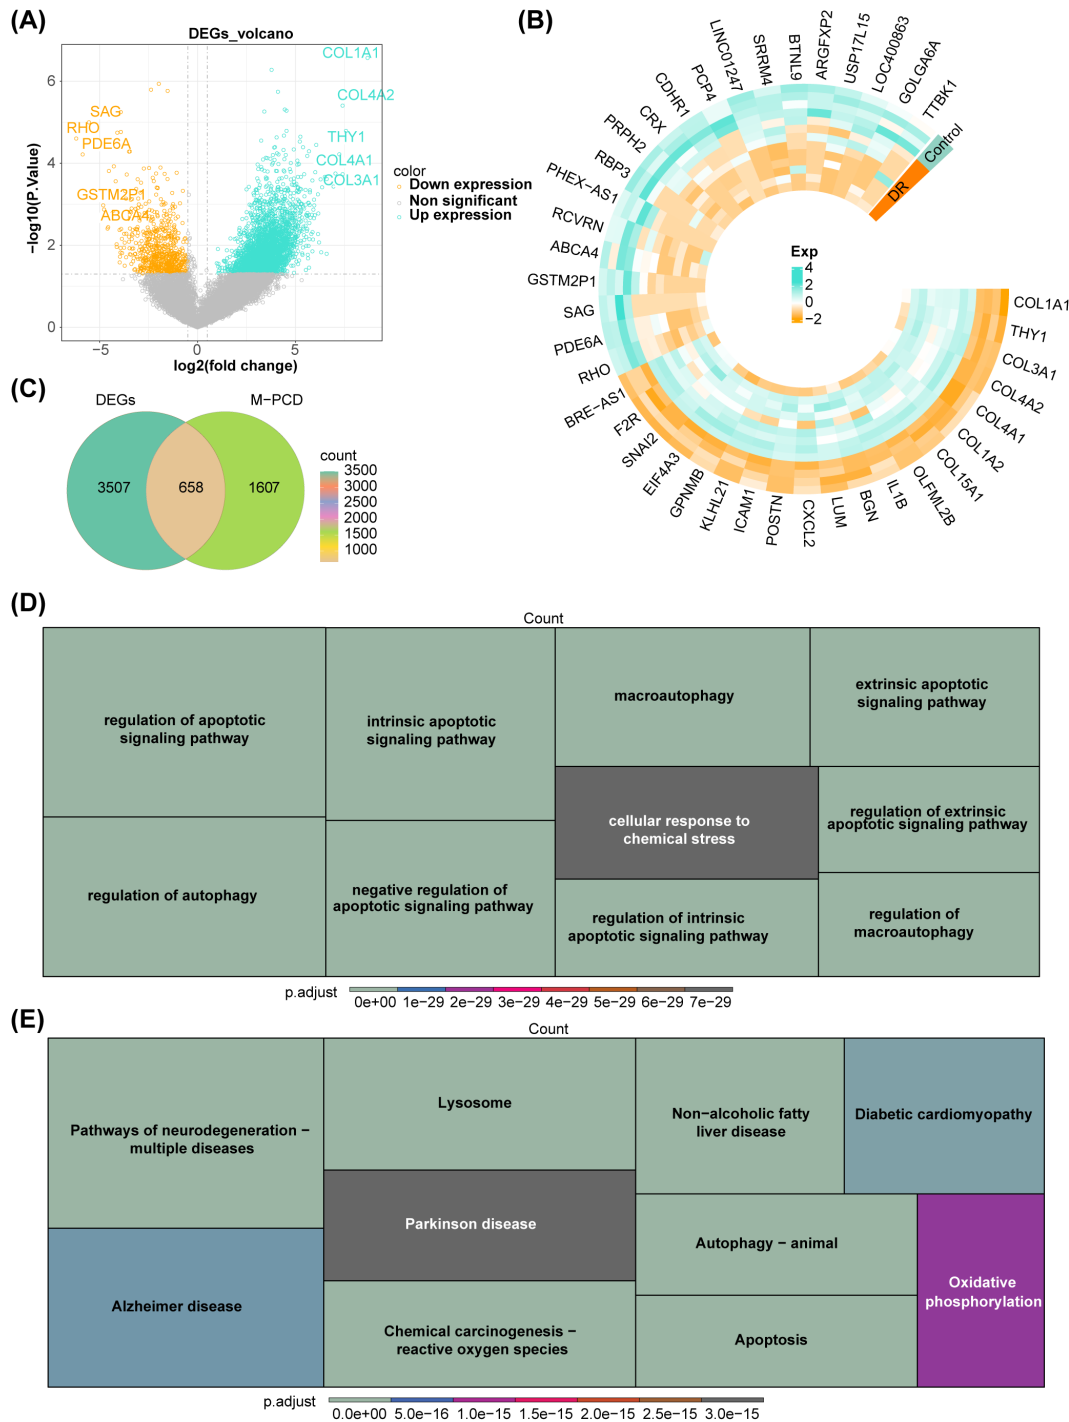 (A)
DEGs_volcano
COL1A1
COL4A2
THY1
COL4A1
COL3A1
SAG
RHO
PDE6A
GSTM2P1
ABCA4
6
4
2
0
−5
0
5
−log10(P.Value)
log2(fold change)
color
Down expression
Non significant
Up expression
(B)
TTBK1
GOLGA6A
LOC400863
USP17L15
ARGFXP2
BTNL9
SRRM4
LINC01247
PCP4
CDHR1
CRX
PRPH2
RBP3
PHEX−AS1
RCVRN
ABCA4
GSTM2P1
SAG
PDE6A
RHO
BRE−AS1
F2R
SNAI2
EIF4A3
GPNMB
KLHL21
ICAM1
POSTN
CXCL2
LUM
BGN
IL1B
OLFML2B
COL15A1
COL1A2
COL4A1
COL4A2
COL3A1
THY1
COL1A1
Control
DR
Exp
4
2
0
−2
(C)
DEGs
M−PCD
3507
658
1607
count
3500
3000
2500
2000
1500
1000
(D)
Count
regulation of apoptotic
signaling pathway
intrinsic apoptotic
signaling pathway
macroautophagy
extrinsic apoptotic
signaling pathway
cellular response to
chemical stress
regulation of extrinsic
apoptotic signaling pathway
regulation of autophagy
negative regulation of
apoptotic signaling pathway
regulation of intrinsic
apoptotic signaling pathway
regulation of
macroautophagy
p.adjust
0e+00 1e−29 2e−29 3e−29 4e−29 5e−29 6e−29 7e−29
(E)
Count
Pathways of neurodegeneration −
multiple diseases
Lysosome
Non−alcoholic fatty
liver disease
Diabetic cardiomyopathy
Parkinson disease
Autophagy − animal
Oxidative
phosphorylation
Alzheimer disease
Chemical carcinogenesis −
reactive oxygen species
Apoptosis
p.adjust
0.0e+00 5.0e−16 1.0e−15 1.5e−15 2.0e−15 2.5e−15 3.0e−15